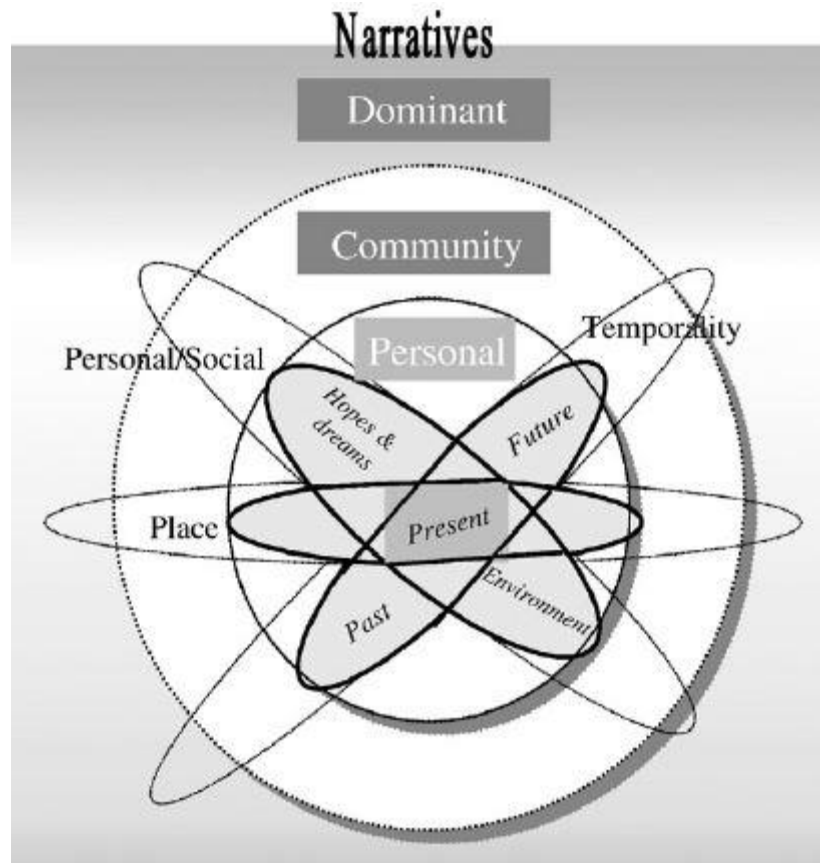 Narratives
Dominant
Community
Temporality
Personal/Social
Personal
Hopes &
dreams
Future
Place
Present
Past
Environment